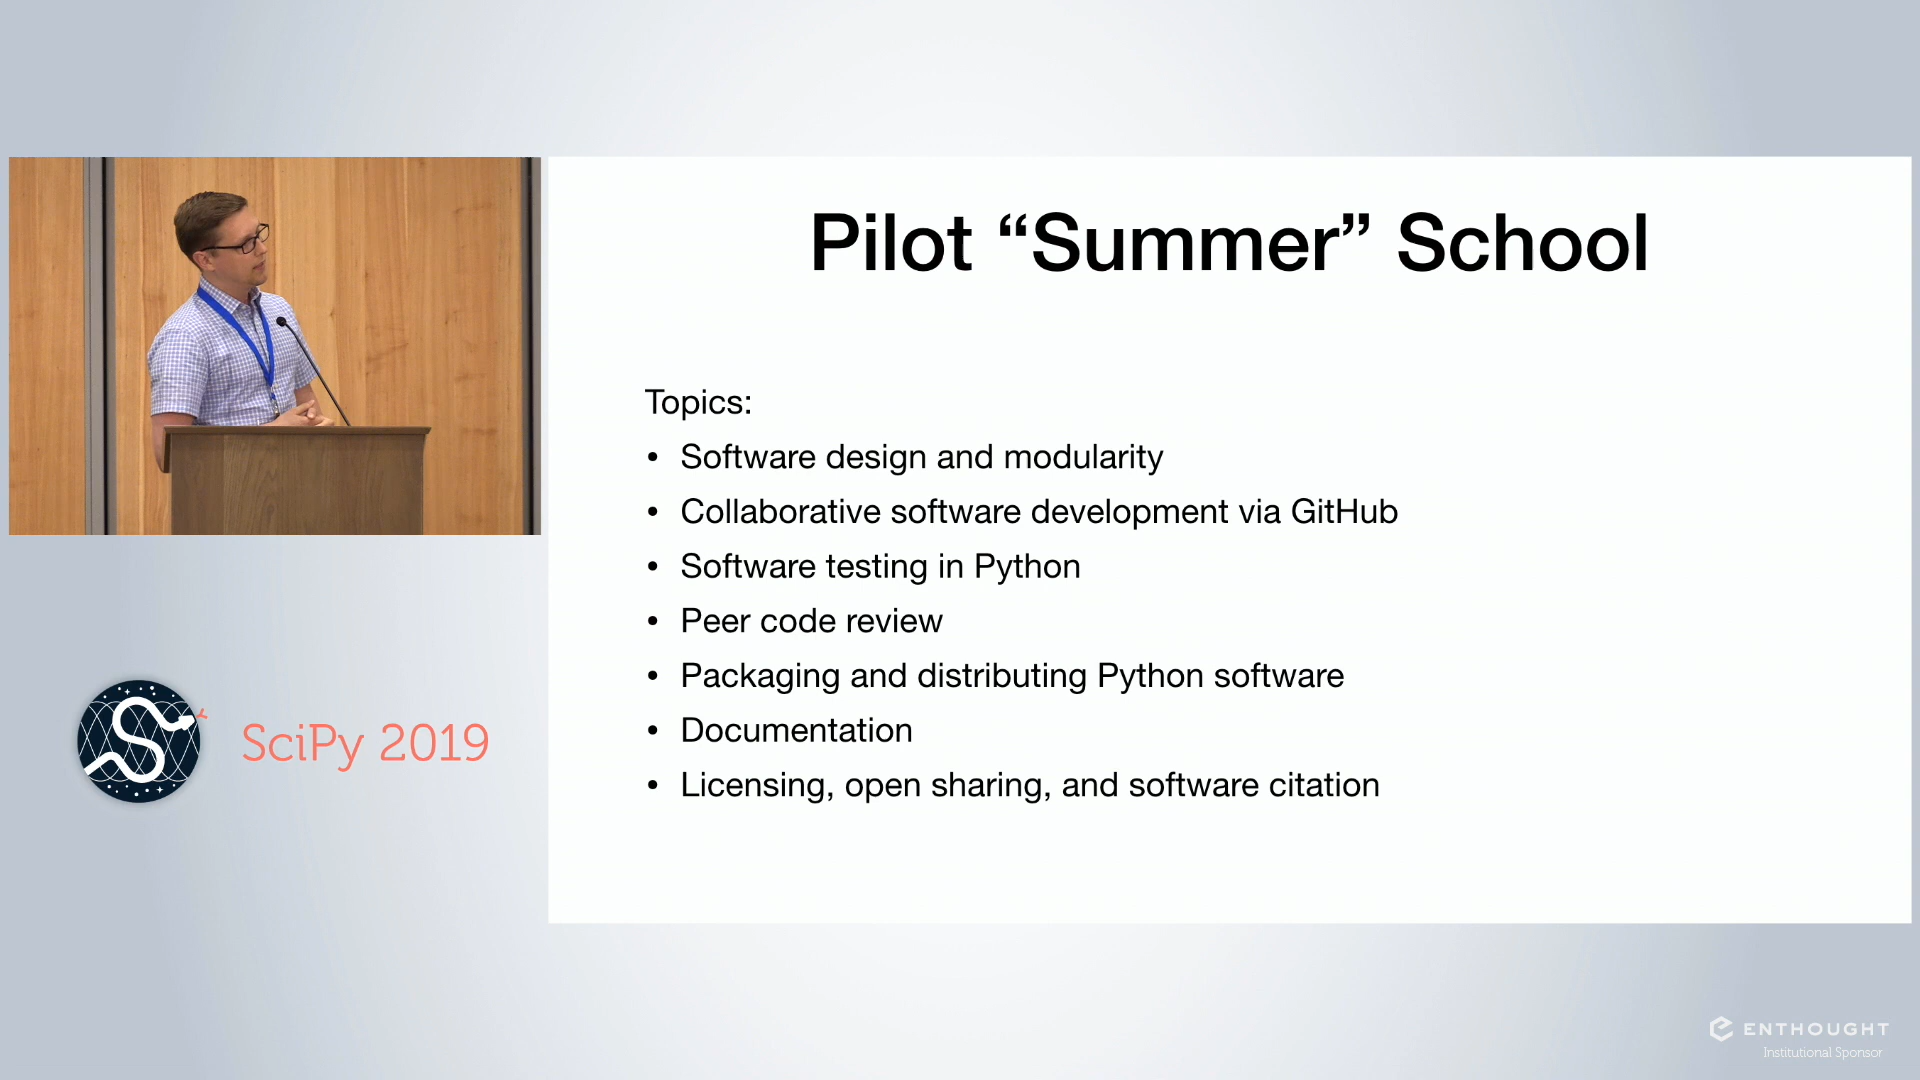 Pilot “Summer” School
Topics:
• Software design and modularity
• Collaborative software development via GitHub
• Software testing in Python
• Peer code review
• Packaging and distributing Python software
• Documentation
• Licensing, open sharing, and software citation
SciPy 2019
ENTHOUGHT
Institutional Sponsor